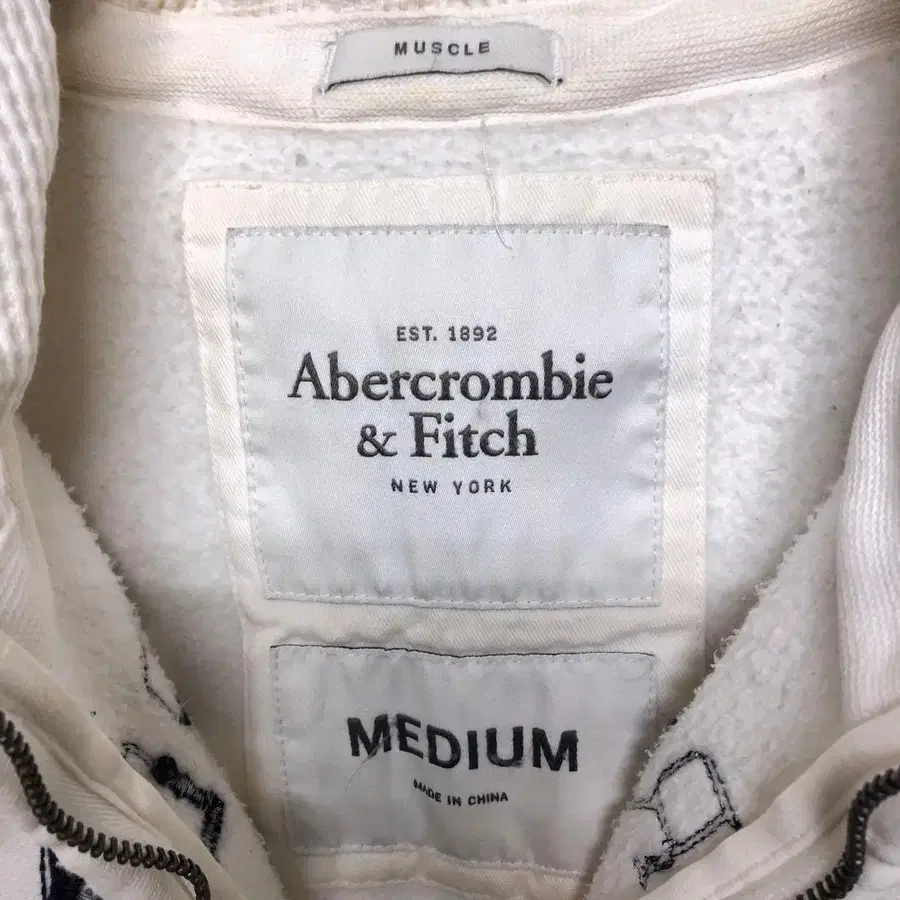 MUSCLE
EST. 1892
Abercrombie
& Fitch
NEW YORK
MEDIUM
MADE IN CHINA